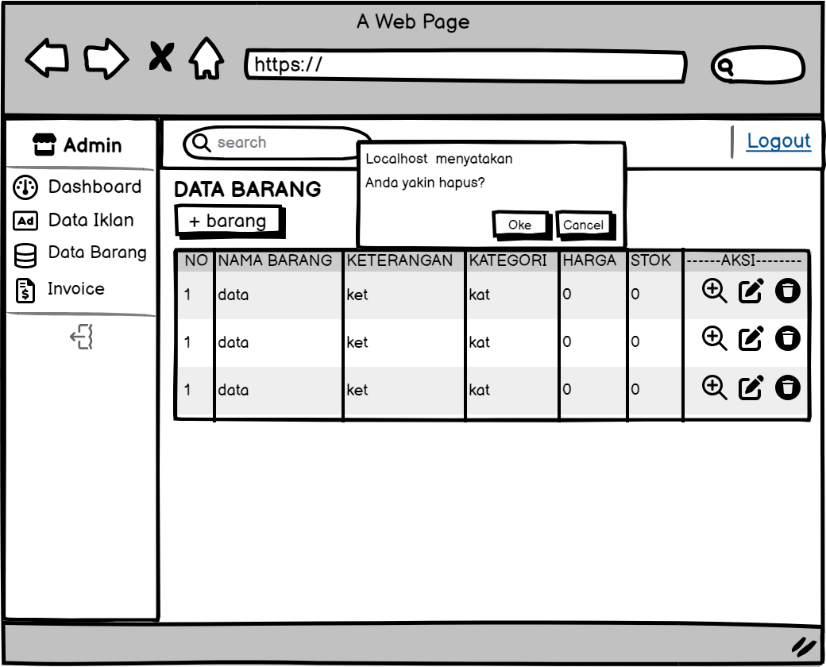 A Web Page
https://
Admin
search
Logout
Localhost menyatakan
Anda yakin hapus?
Oke Cancel
Dashboard
Ad Data Iklan
Data Barang
Invoice
DATA BARANG
+ barang
NO NAMA BARANG KETERANGAN KATEGORI HARGA STOK ------AKSI--------
1 data ket kat 0 0
1 data ket kat 0 0
1 data ket kat 0 0